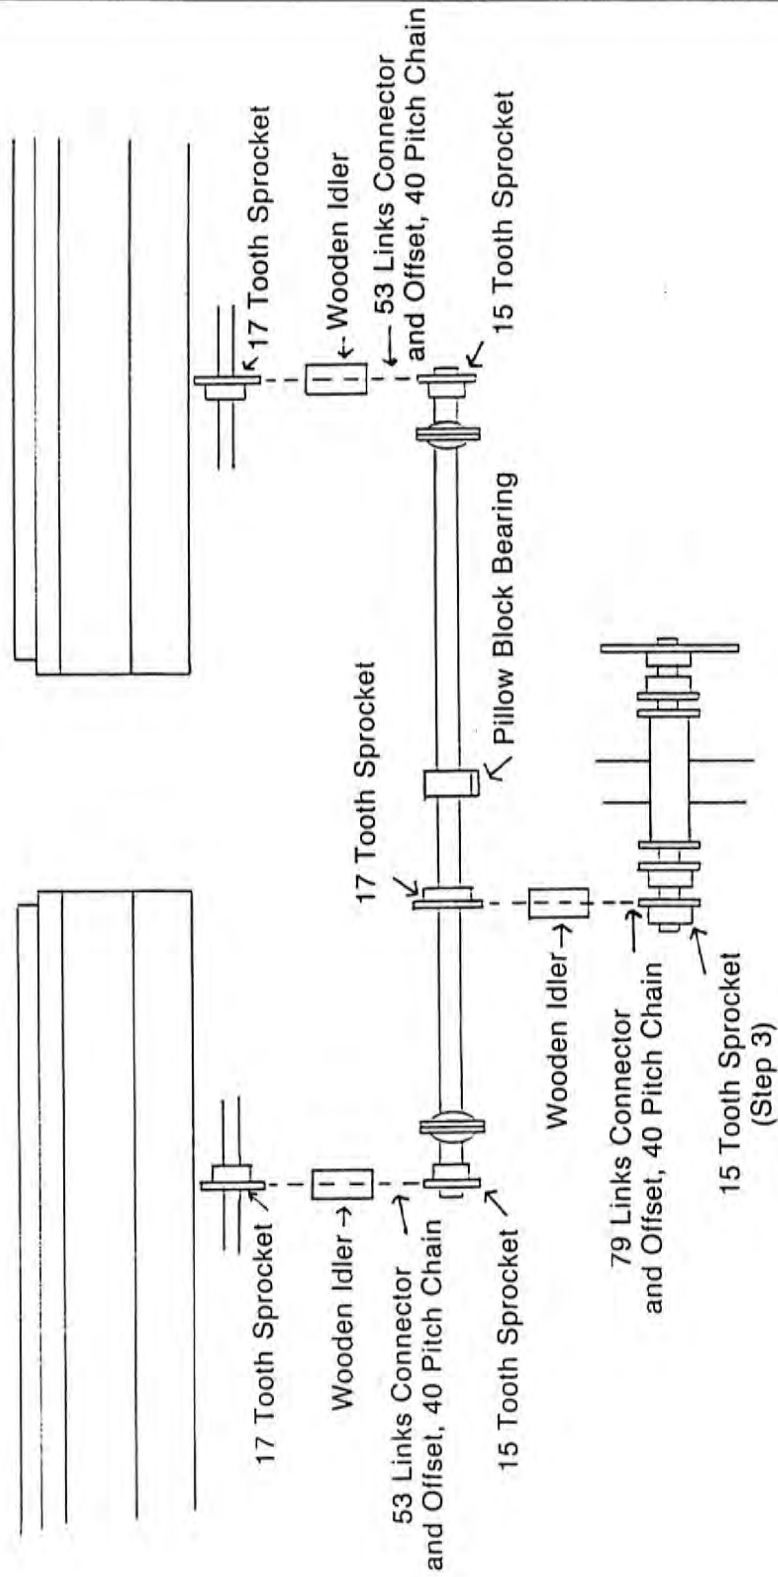 17 Tooth Sprocket
Wooden Idler
53 Links Connector
and Offset, 40 Pitch Chain
15 Tooth Sprocket
17 Tooth Sprocket
Wooden Idler
53 Links Connector
and Offset, 40 Pitch Chain
15 Tooth Sprocket
17 Tooth Sprocket
Pillow Block Bearing
Wooden Idler
79 Links Connector
and Offset, 40 Pitch Chain
15 Tooth Sprocket
(Step 3)